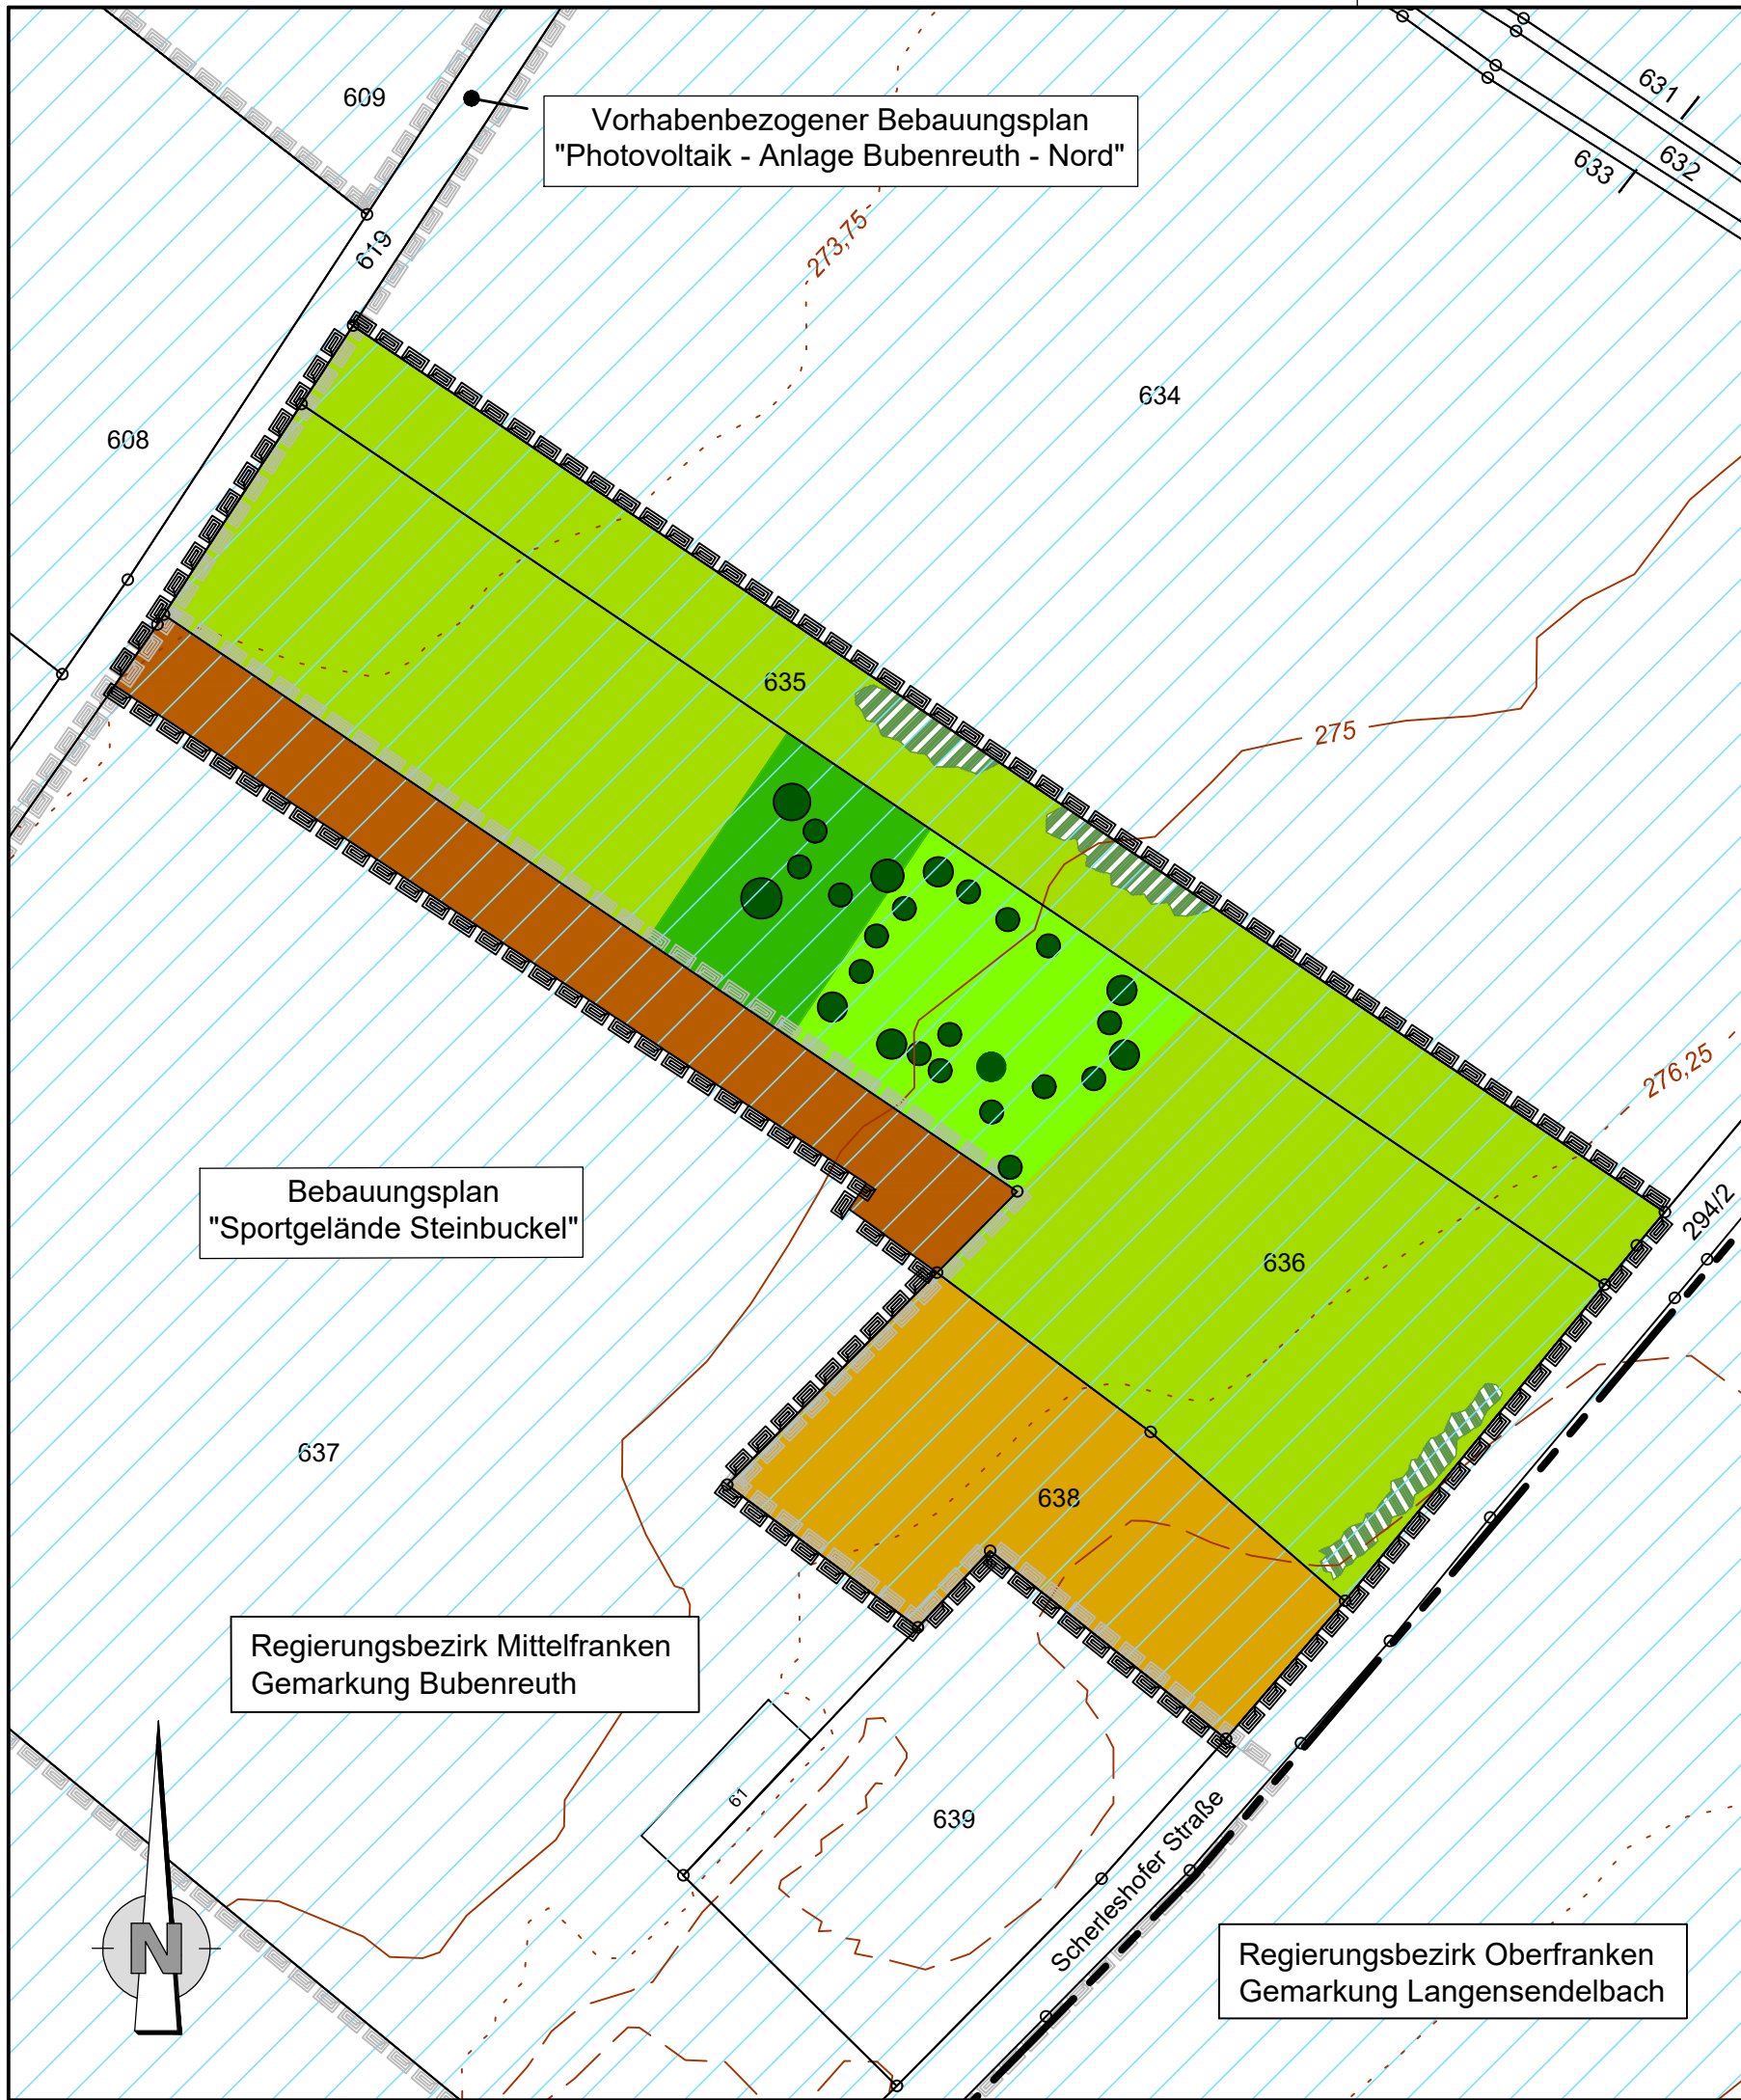 609
Vorhabenbezogener Bebauungsplan
"Photovoltaik - Anlage Bubenreuth - Nord"
631
632
633
619
273,75
634
608
635
275
276,25
294/2
Bebauungsplan
"Sportgelände Steinbuckel"
636
637
638
Regierungsbezirk Mittelfranken
Gemarkung Bubenreuth
61
639
Scherleshofer Straße
N
Regierungsbezirk Oberfranken
Gemarkung Langensendelbach